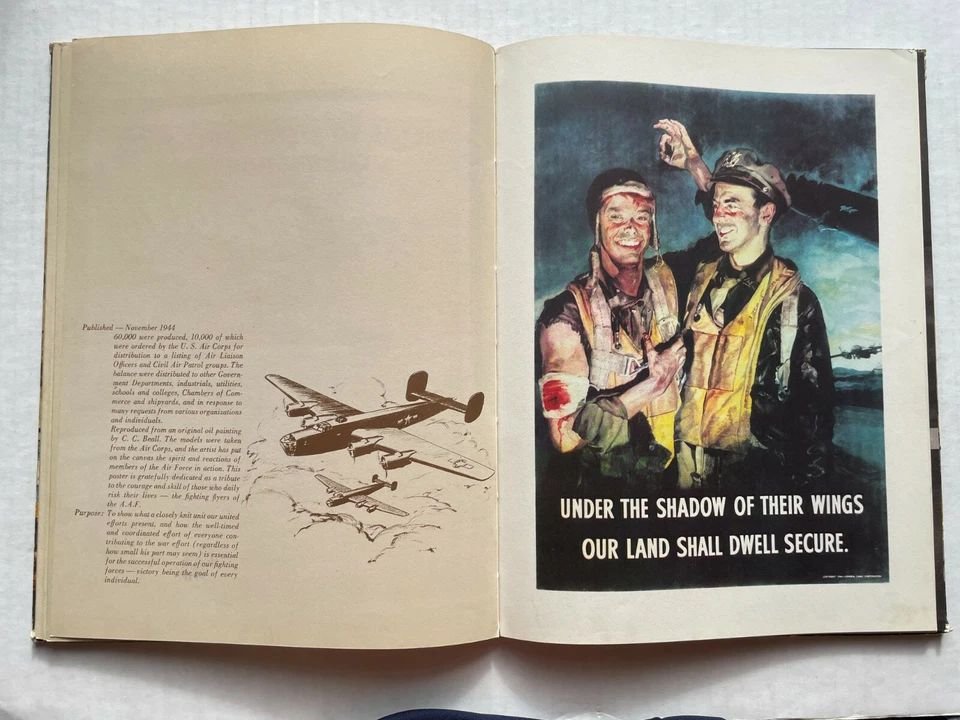 Published — November 1944
60,000 were produced, 10,000 of which
were ordered by the U. S. Air Corps for
distribution to a listing of Air Liaison
Officers and Civil Air Patrol groups. The
balance were distributed to other Govern-
ment Departments, industrials, utilities,
schools and colleges, Chambers of Com-
merce and shipyards, and in response to
many requests from various organizations
and individuals.
Reproduced from an original oil painting
by C. C. Beall. The models were taken
from the Air Corps, and the artist has put
on the canvas the spirit and reactions of
members of the Air Force in action. This
poster is gratefully dedicated as a tribute
to the courage and skill of those who daily
risk their lives — the fighting flyers of
the A.A.F.
Purpose: To show what a closely knit unit our united
efforts present, and how the well-timed
and coordinated effort of everyone con-
tributing to the war effort (regardless of
how small his part may seem) is essential
for the successful operation of our fighting
forces — victory being the goal of every
individual.
UNDER THE SHADOW OF THEIR WINGS
OUR LAND SHALL DWELL SECURE.